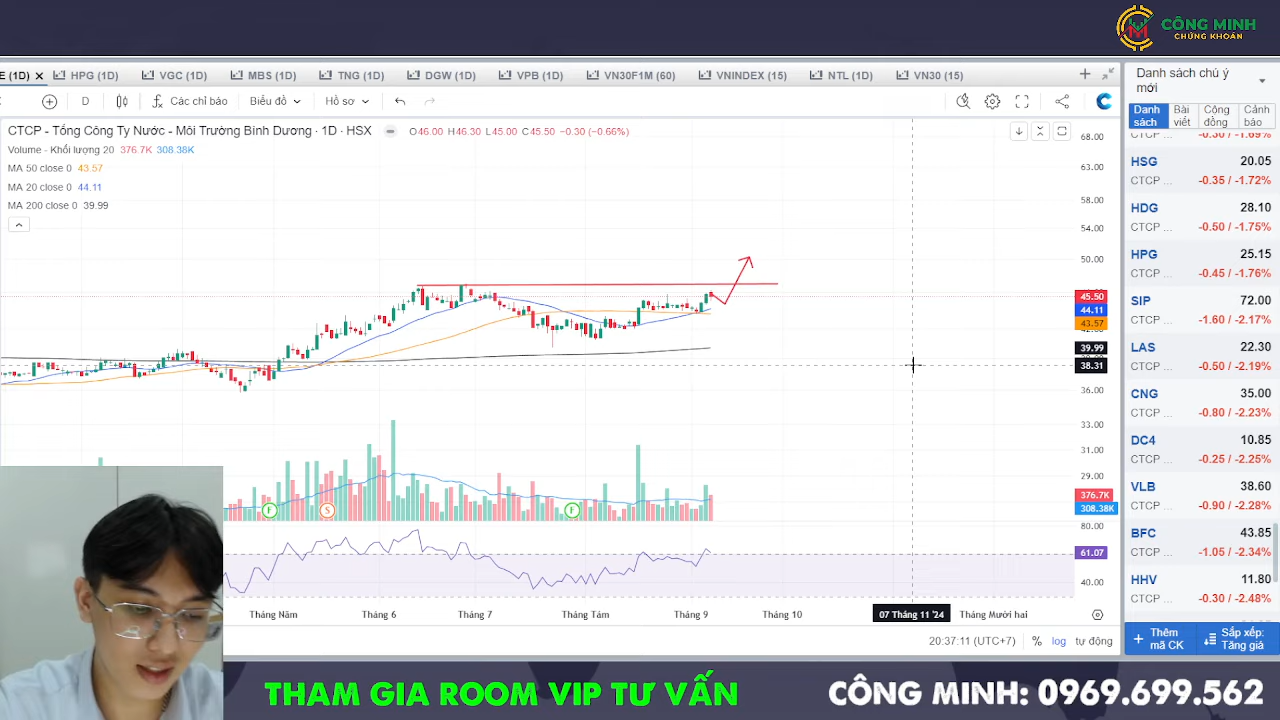 CÔNG MINH
CHỨNG KHOÁN
E (1D)
HPG (1D)
VGC (1D)
MBS (1D)
TNG (1D)
DGW (1D)
VPB (1D)
VN30F1M (60)
VNINDEX (15)
NTL (1D)
VN30 (15)
D
Các chỉ báo
Biểu đồ
Hồ sơ
CTCP - Tổng Công Ty Nước - Môi Trường Bình Dương · 1D · HSX
O46.03 H46.30 L45.00 C45.50 -0.30 (-0.66%)
Volume - Khối lượng 20 376.7K 308.38K
MA 50 close 0 43.57
MA 20 close 0 44.11
MA 200 close 0 39.99
68.00
63.00
58.00
54.00
50.00
45.50
44.11
43.57
39.99
38.31
36.00
33.00
31.00
29.00
376.7K
308.38K
80.00
61.07
40.00
F
S
F
Tháng Năm
Tháng 6
Tháng 7
Tháng Tám
Tháng 9
Tháng 10
07 Tháng 11 '24
Tháng Mười hai
20:37:11 (UTC+7)
%
log
tự động
Danh sách chú ý
mới
Danh sách
Bài viết
Cộng đồng
Cảnh báo
CTCP ... -0.30 / -1.69%
HSG 20.05
CTCP ... -0.35 / -1.72%
HDG 28.10
CTCP ... -0.50 / -1.75%
HPG 25.15
CTCP ... -0.45 / -1.76%
SIP 72.00
CTCP ... -1.60 / -2.17%
LAS 22.30
CTCP ... -0.50 / -2.19%
CNG 35.00
CTCP ... -0.80 / -2.23%
DC4 10.85
CTCP ... -0.25 / -2.25%
VLB 38.60
CTCP ... -0.90 / -2.28%
BFC 43.85
CTCP ... -1.05 / -2.34%
HHV 11.80
CTCP ... -0.30 / -2.48%
Thêm
mã CK
Sắp xếp:
Tăng giá
THAM GIA ROOM VIP TƯ VẤN
CÔNG MINH: 0969.699.562